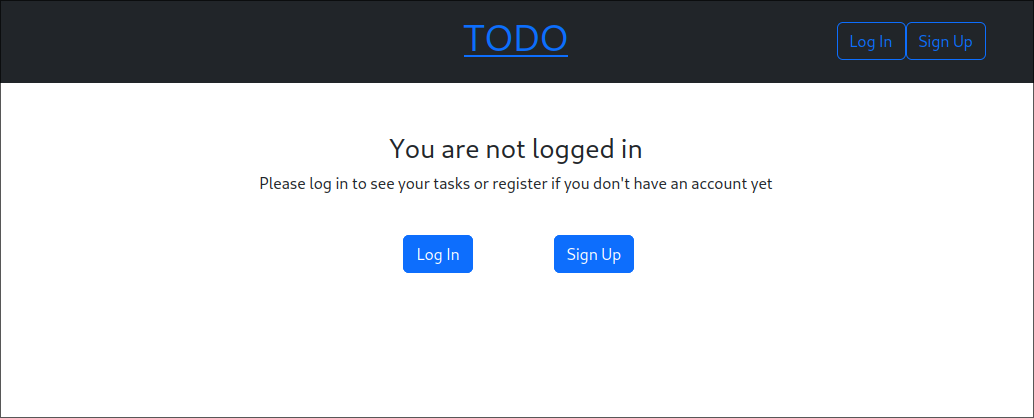 TODO
Log In
Sign Up
You are not logged in
Please log in to see your tasks or register if you don't have an account yet
Log In
Sign Up